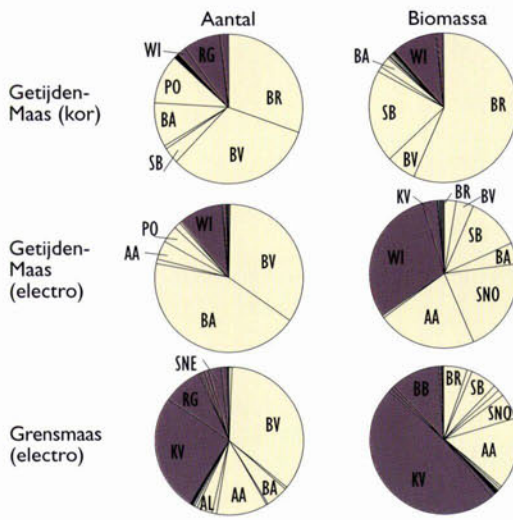 Aantal
Biomassa
Getijden-
Maas (kor)
WI
RG
PO
BR
BA
SB
BV
BA
WI
SB
BR
BV
Getijden-
Maas
(electro)
PO
WI
AA
BV
BA
KV
BR
BV
WI
SB
BA
SNO
AA
Grensmaas
(electro)
SNE
RG
BV
KV
BA
AL
AA
BB
BR
SB
SNO
AA
KV